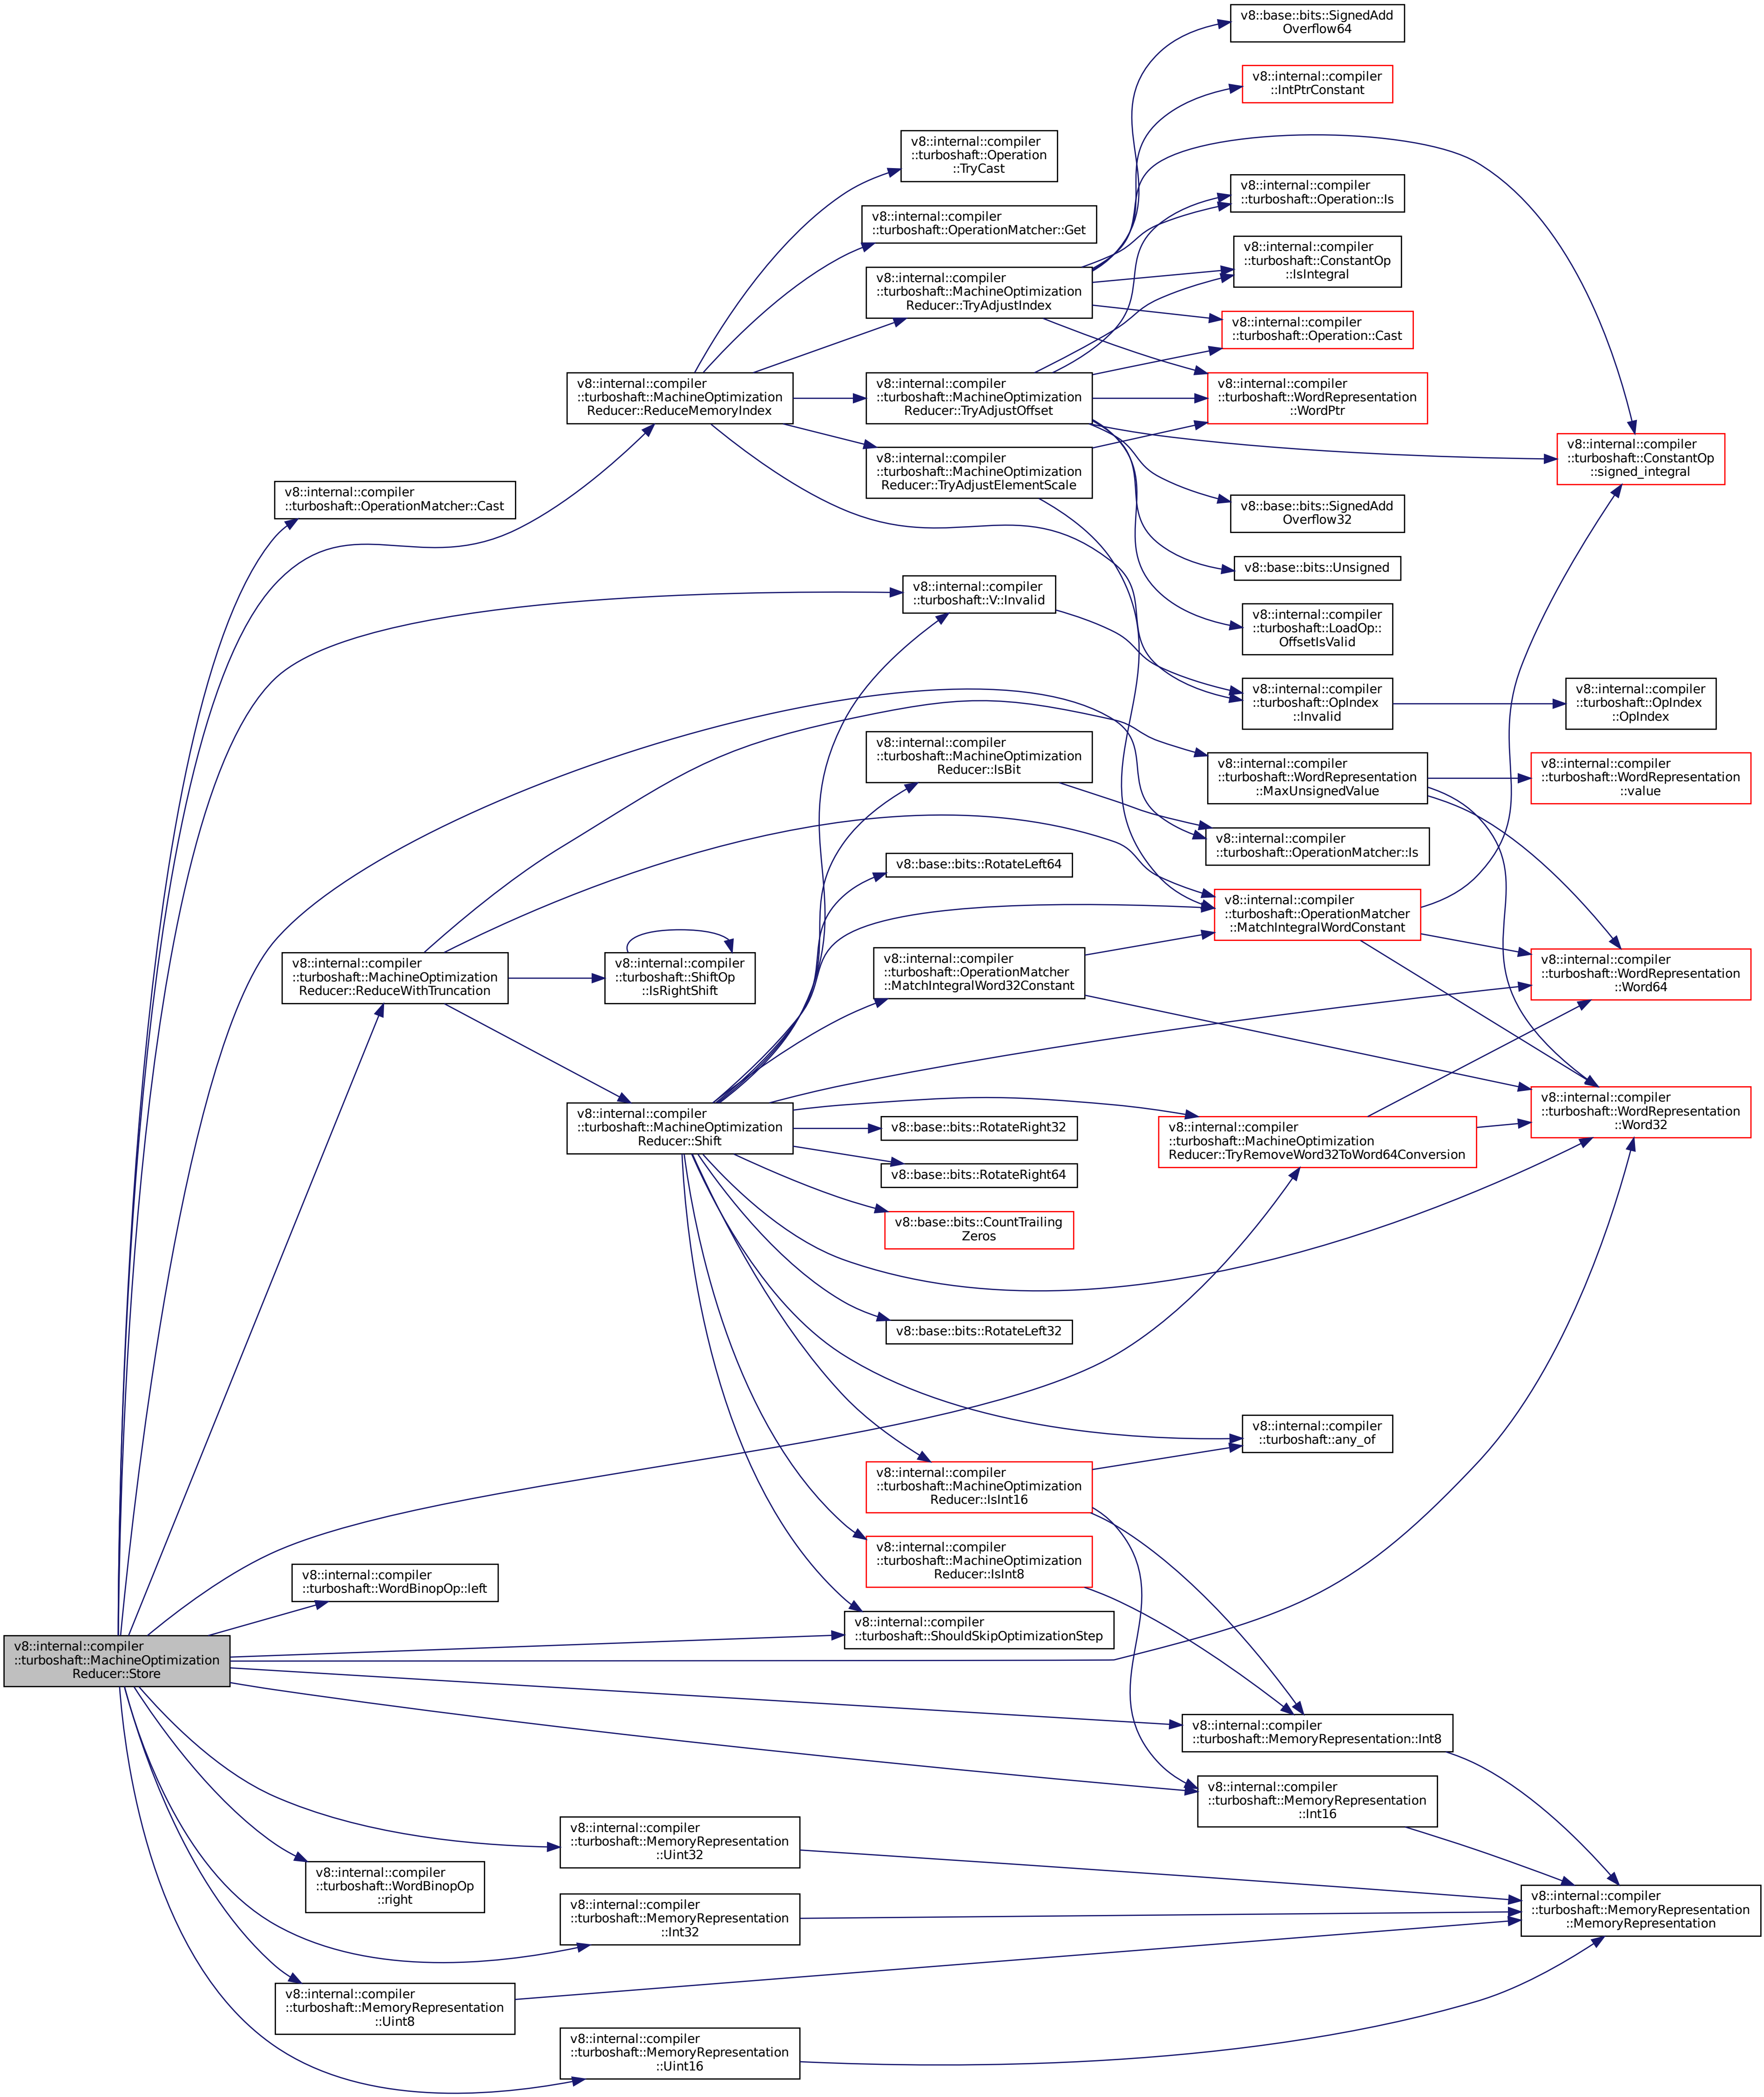 v8::base::bits::SignedAdd
Overflow64
v8::internal::compiler
::IntPtrConstant
v8::internal::compiler
::turboshaft::Operation
::TryCast
v8::internal::compiler
::turboshaft::Operation::Is
v8::internal::compiler
::turboshaft::OperationMatcher::Get
v8::internal::compiler
::turboshaft::ConstantOp
::IsIntegral
v8::internal::compiler
::turboshaft::MachineOptimization
Reducer::TryAdjustIndex
v8::internal::compiler
::turboshaft::Operation::Cast
v8::internal::compiler
::turboshaft::MachineOptimization
Reducer::ReduceMemoryIndex
v8::internal::compiler
::turboshaft::MachineOptimization
Reducer::TryAdjustOffset
v8::internal::compiler
::turboshaft::WordRepresentation
::WordPtr
v8::internal::compiler
::turboshaft::ConstantOp
::signed_integral
v8::internal::compiler
::turboshaft::MachineOptimization
Reducer::TryAdjustElementScale
v8::internal::compiler
::turboshaft::OperationMatcher::Cast
v8::base::bits::SignedAdd
Overflow32
v8::base::bits::Unsigned
v8::internal::compiler
::turboshaft::V::Invalid
v8::internal::compiler
::turboshaft::LoadOp::
OffsetIsValid
v8::internal::compiler
::turboshaft::OpIndex
::Invalid
v8::internal::compiler
::turboshaft::OpIndex
::OpIndex
v8::internal::compiler
::turboshaft::MachineOptimization
Reducer::IsBit
v8::internal::compiler
::turboshaft::WordRepresentation
::MaxUnsignedValue
v8::internal::compiler
::turboshaft::WordRepresentation
::value
v8::internal::compiler
::turboshaft::OperationMatcher::Is
v8::base::bits::RotateLeft64
v8::internal::compiler
::turboshaft::OperationMatcher
::MatchIntegralWordConstant
v8::internal::compiler
::turboshaft::MachineOptimization
Reducer::ReduceWithTruncation
v8::internal::compiler
::turboshaft::ShiftOp
::IsRightShift
v8::internal::compiler
::turboshaft::OperationMatcher
::MatchIntegralWord32Constant
v8::internal::compiler
::turboshaft::WordRepresentation
::Word64
v8::internal::compiler
::turboshaft::WordRepresentation
::Word32
v8::internal::compiler
::turboshaft::MachineOptimization
Reducer::Shift
v8::base::bits::RotateRight32
v8::internal::compiler
::turboshaft::MachineOptimization
Reducer::TryRemoveWord32ToWord64Conversion
v8::base::bits::RotateRight64
v8::base::bits::CountTrailing
Zeros
v8::base::bits::RotateLeft32
v8::internal::compiler
::turboshaft::any_of
v8::internal::compiler
::turboshaft::MachineOptimization
Reducer::IsInt16
v8::internal::compiler
::turboshaft::MachineOptimization
Reducer::IsInt8
v8::internal::compiler
::turboshaft::WordBinopOp::left
v8::internal::compiler
::turboshaft::ShouldSkipOptimizationStep
v8::internal::compiler
::turboshaft::MachineOptimization
Reducer::Store
v8::internal::compiler
::turboshaft::MemoryRepresentation::Int8
v8::internal::compiler
::turboshaft::MemoryRepresentation
::Int16
v8::internal::compiler
::turboshaft::MemoryRepresentation
::Uint32
v8::internal::compiler
::turboshaft::WordBinopOp
::right
v8::internal::compiler
::turboshaft::MemoryRepresentation
::Int32
v8::internal::compiler
::turboshaft::MemoryRepresentation
::MemoryRepresentation
v8::internal::compiler
::turboshaft::MemoryRepresentation
::Uint8
v8::internal::compiler
::turboshaft::MemoryRepresentation
::Uint16